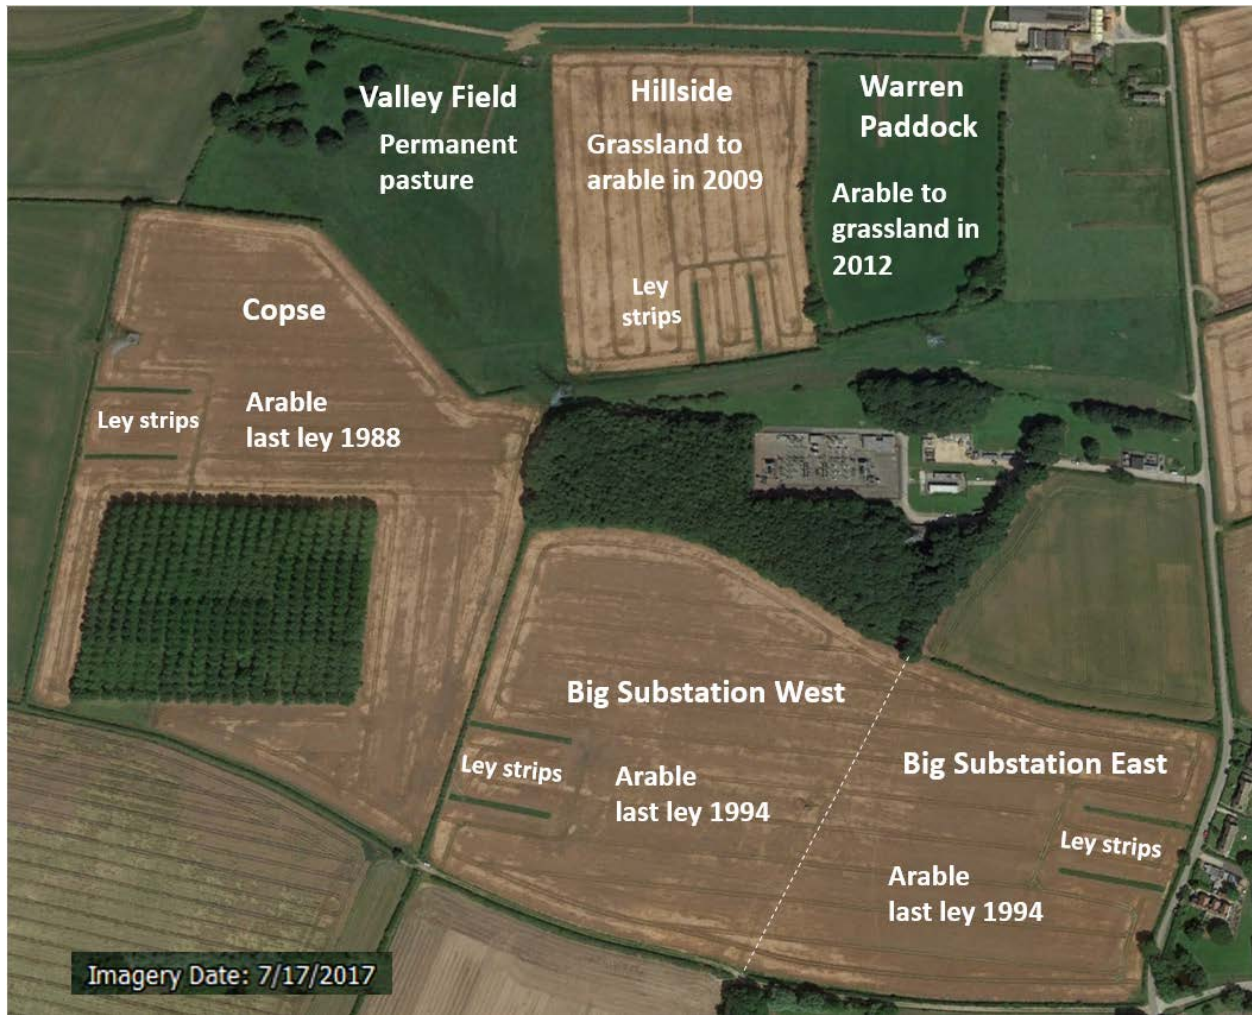 Valley Field
Permanent
pasture
Hillside
Grassland to
arable in 2009
Ley
strips
Warren
Paddock
Arable to
grassland in
2012
Copse
Arable
last ley 1988
Ley strips
Big Substation West
Arable
last ley 1994
Ley strips
Big Substation East
Arable
last ley 1994
Ley strips
Imagery Date: 7/17/2017